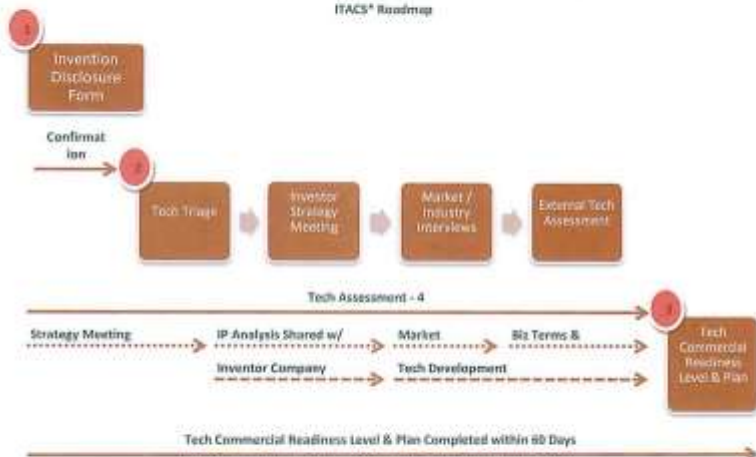 ITACS® Roadmap
1
Invention
Disclosure
Form
Confirmat
ion
2
Tech Triage
Inventor
Strategy
Meeting
Market /
Industry
Interviews
External Tech
Assessment
Tech Assessment - 4
3
Strategy Meeting
IP Analysis Shared w/
Market
Biz Terms &
Tech
Commercial
Readiness
Level & Plan
Inventor Company
Tech Development
Tech Commercial Readiness Level & Plan Completed within 60 Days